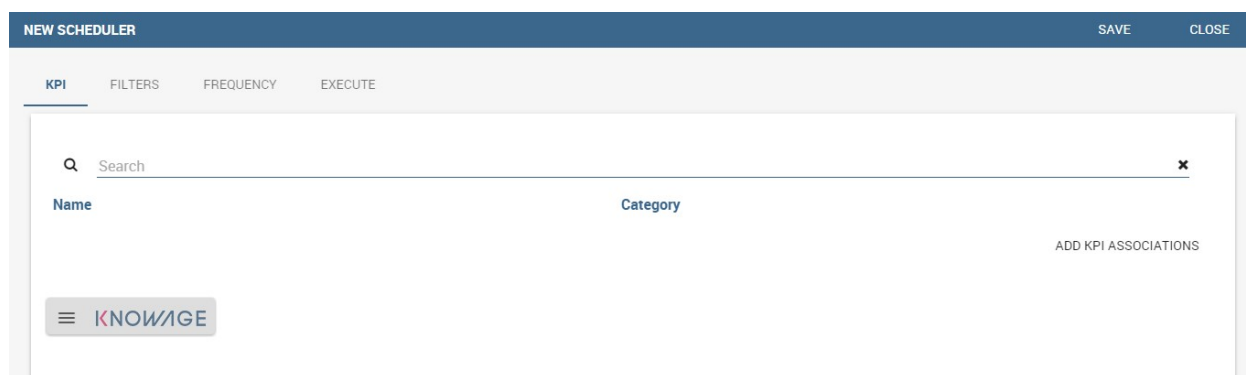 NEW SCHEDULER SAVE CLOSE
KPI FILTERS FREQUENCY EXECUTE
Search
Name Category
ADD KPI ASSOCIATIONS
KNOWAGE